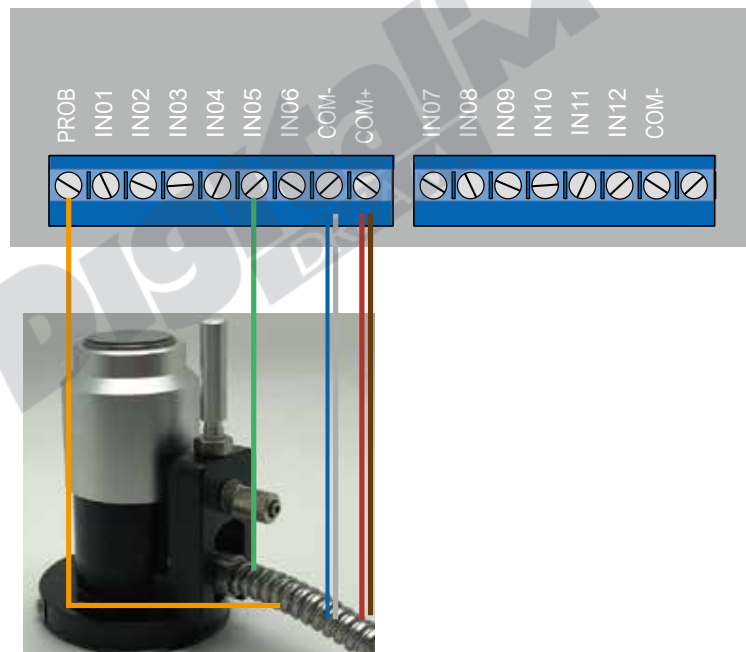 PROB
IN01
IN02
IN03
IN04
IN05
IN06
COM-
COM+
IN07
IN08
IN09
IN10
IN11
IN12
COM-